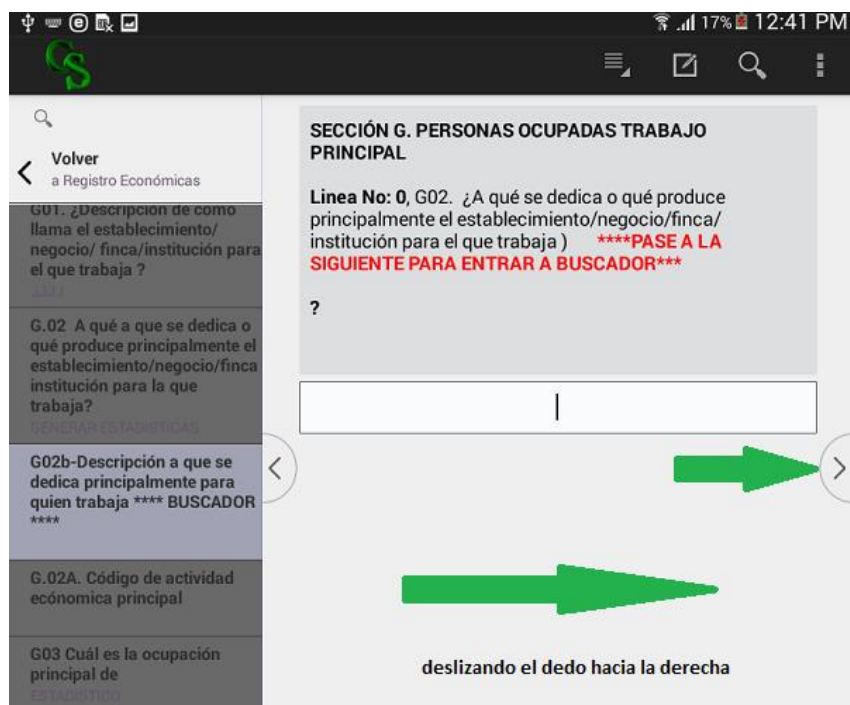 17% 12:41 PM
CS
Volver
a Registro Económicas
G01. ¿Descripción de como
llama el establecimiento/
negocio/ finca/institución para
el que trabaja ?
G.02 A qué a que se dedica o
qué produce principalmente el
establecimiento/negocio/finca
institución para la que
trabaja?
GENERAR ESTADISTICAS
G02b-Descripción a que se
dedica principalmente para
quien trabaja **** BUSCADOR
****
G.02A. Código de actividad
ecónomica principal
G03 Cuál es la ocupación
principal de
ESTADISTICO
SECCIÓN G. PERSONAS OCUPADAS TRABAJO
PRINCIPAL
Linea No: 0, G02. ¿A qué se dedica o qué produce
principalmente el establecimiento/negocio/finca/
institución para el que trabaja ) ****PASE A LA
SIGUIENTE PARA ENTRAR A BUSCADOR***
?
deslizando el dedo hacia la derecha